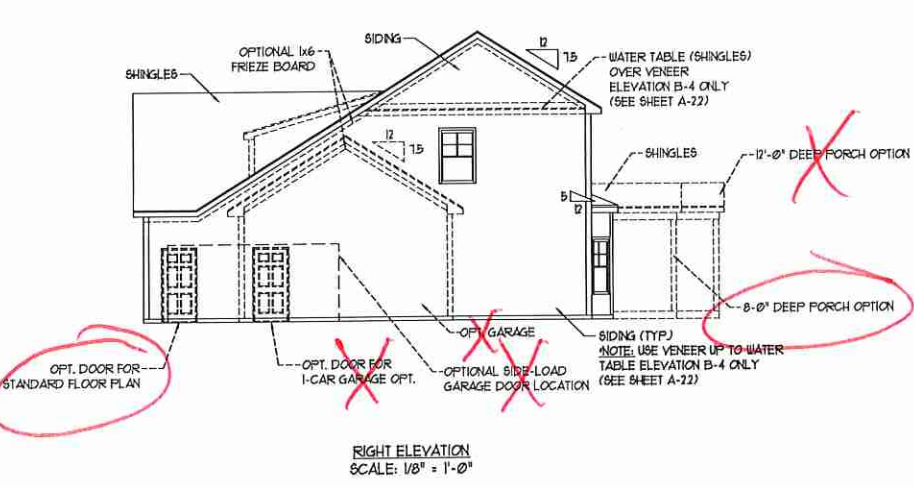 OPTIONAL 1x6
FRIEZE BOARD
SIDING
12
7.5
WATER TABLE (SHINGLES)
OVER VENEER
ELEVATION B-4 ONLY
(SEE SHEET A-2.2)
SHINGLES
12
7.5
SHINGLES
12'-0" DEEP PORCH OPTION
5
12
8'-0" DEEP PORCH OPTION
OPT. GARAGE
SIDING (TYP.)
*NOTE: USE VENEER UP TO WATER
TABLE ELEVATION B-4 ONLY
(SEE SHEET A-2.2)
OPT. DOOR FOR
STANDARD FLOOR PLAN
OPT. DOOR FOR
1-CAR GARAGE OPT.
OPTIONAL SIDE-LOAD
GARAGE DOOR LOCATION
RIGHT ELEVATION
SCALE: 1/8" = 1'-0"